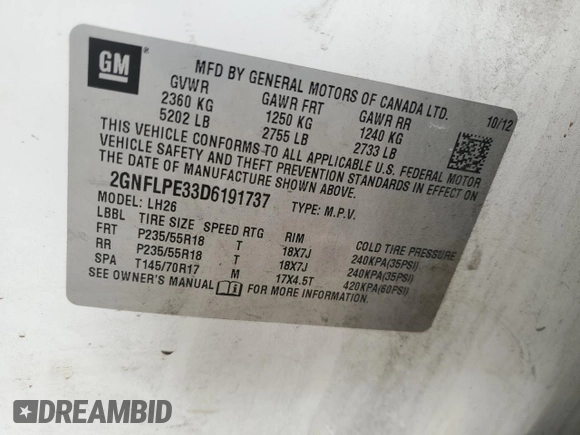 GM
MFD BY GENERAL MOTORS OF CANADA LTD.
GVWR GAWR FRT GAWR RR 10/12
2360 KG 1250 KG 1240 KG
5202 LB 2755 LB 2733 LB
THIS VEHICLE CONFORMS TO ALL APPLICABLE U.S. FEDERAL MOTOR
VEHICLE SAFETY AND THEFT PREVENTION STANDARDS IN EFFECT ON
THE DATE OF MANUFACTURE SHOWN ABOVE.
2GNFLPE33D6191737 TYPE: M.P.V.
MODEL: LH26
LBBL TIRE SIZE SPEED RTG RIM COLD TIRE PRESSURE
FRT P235/55R18 T 18X7J 240KPA(35PSI)
RR P235/55R18 T 18X7J 240KPA(35PSI)
SPA T145/70R17 M 17X4.5T 420KPA(60PSI)
SEE OWNER'S MANUAL FOR MORE INFORMATION.
DREAMBID